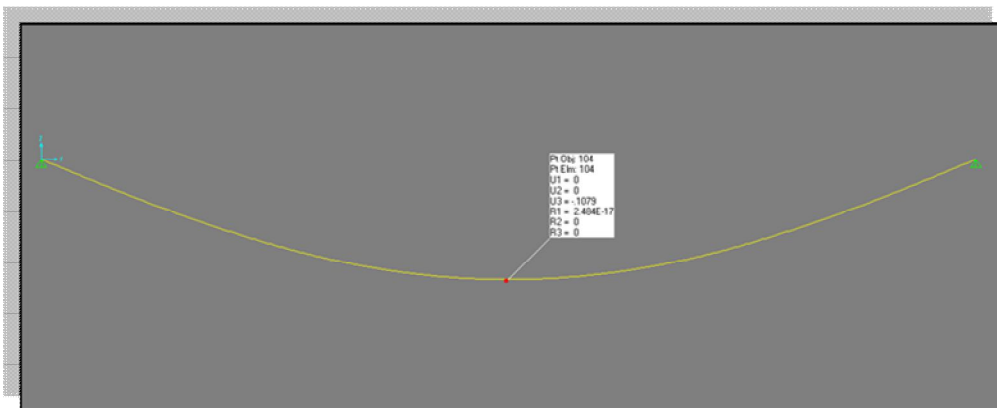 Z
Pt Obj: 104
Pt Elm: 104
U1 = 0
U2 = 0
U3 = -.1079
R1 = 2.484E-17
R2 = 0
R3 = 0